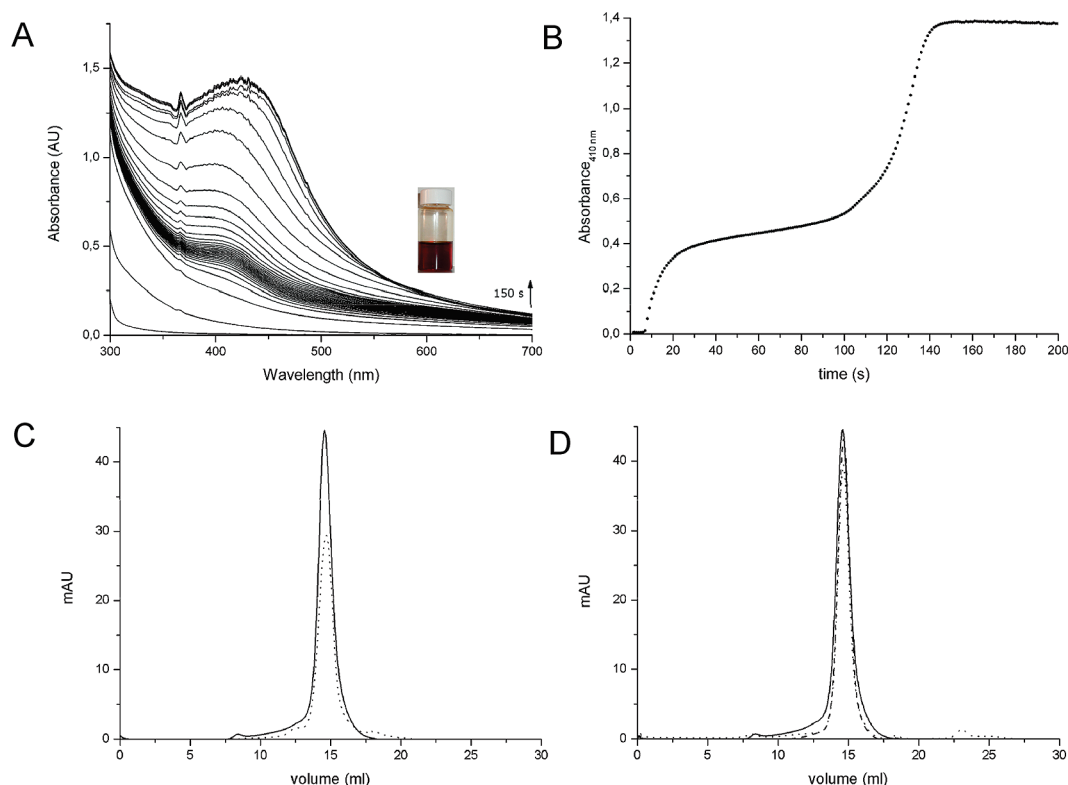 A
1,5
1,0
0,5
0,0
Absorbance (AU)
150 s
300 400 500 600 700
Wavelength (nm)
B
1,4
1,2
1,0
0,8
0,6
0,4
0,2
0,0
Absorbance410 nm
0 20 40 60 80 100 120 140 160 180 200
time (s)
C
40
30
20
10
0
mAU
0 5 10 15 20 25 30
volume (ml)
D
40
30
20
10
0
mAU
0 5 10 15 20 25 30
volume (ml)